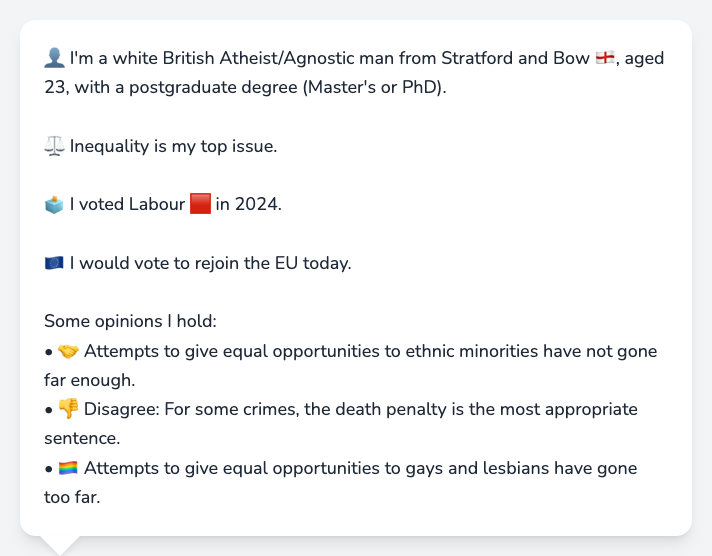 👤 I'm a white British Atheist/Agnostic man from Stratford and Bow 🏴󠁧󠁢󠁥󠁮󠁧󠁿, aged
23, with a postgraduate degree (Master's or PhD).
⚖️ Inequality is my top issue.
🗳️ I voted Labour 🟥 in 2024.
🇪🇺 I would vote to rejoin the EU today.
Some opinions I hold:
• 🤝 Attempts to give equal opportunities to ethnic minorities have not gone
far enough.
• 👎 Disagree: For some crimes, the death penalty is the most appropriate
sentence.
• 🏳️‍🌈 Attempts to give equal opportunities to gays and lesbians have gone
too far.